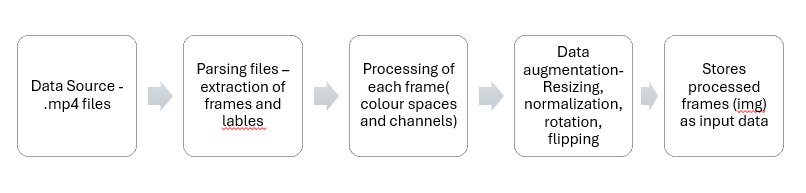 Data Source -
.mp4 files
Parsing files –
extraction of
frames and
lables
Processing of
each frame(
colour spaces
and channels)
Data
augmentation-
Resizing,
normalization,
rotation,
flipping
Stores
processed
frames (img)
as input data